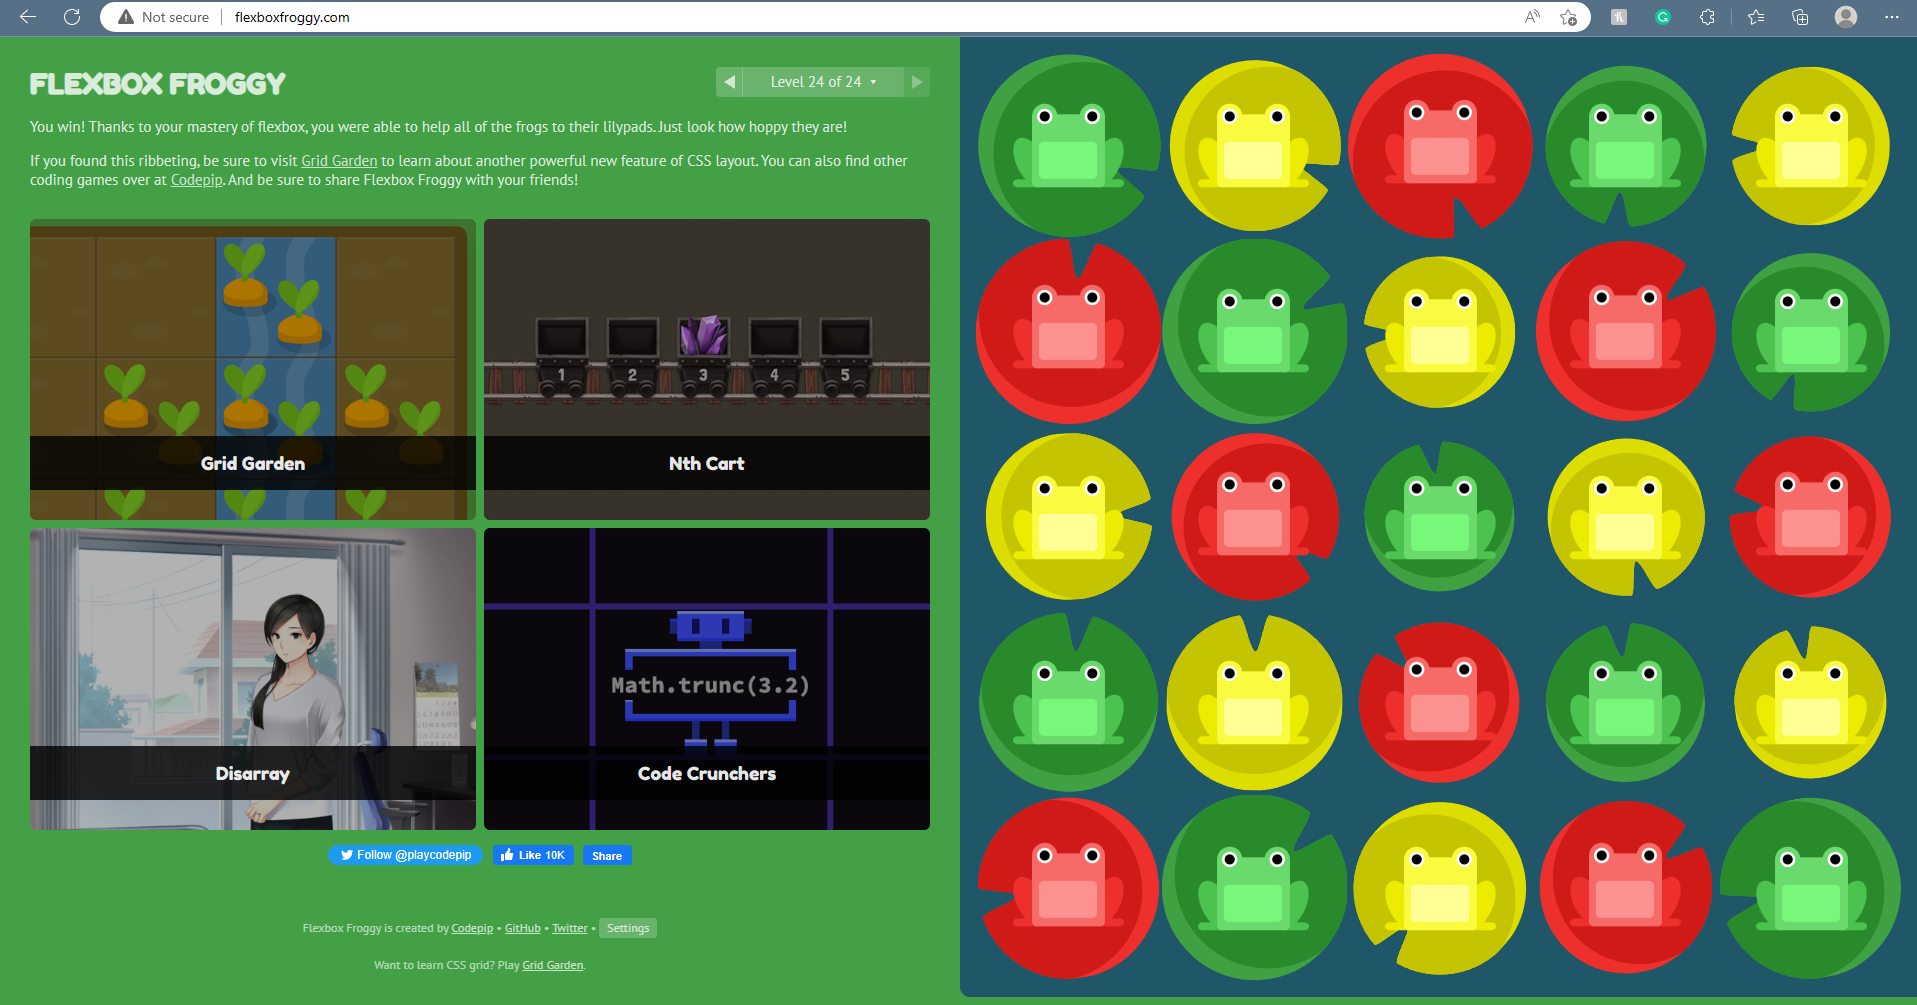 Not secure
flexboxfroggy.com
FLEXBOX FROGGY
Level 24 of 24
You win! Thanks to your mastery of flexbox, you were able to help all of the frogs to their lilypads. Just look how hoppy they are!
If you found this ribbeting, be sure to visit Grid Garden to learn about another powerful new feature of CSS layout. You can also find other
coding games over at Codepip. And be sure to share Flexbox Froggy with your friends!
1 2 3 4 5
Grid Garden
Nth Cart
Math.trunc(3.2)
Disarray
Code Crunchers
Follow @playcodepip
Like 10K
Share
Flexbox Froggy is created by Codepip • GitHub • Twitter • Settings
Want to learn CSS grid? Play Grid Garden.